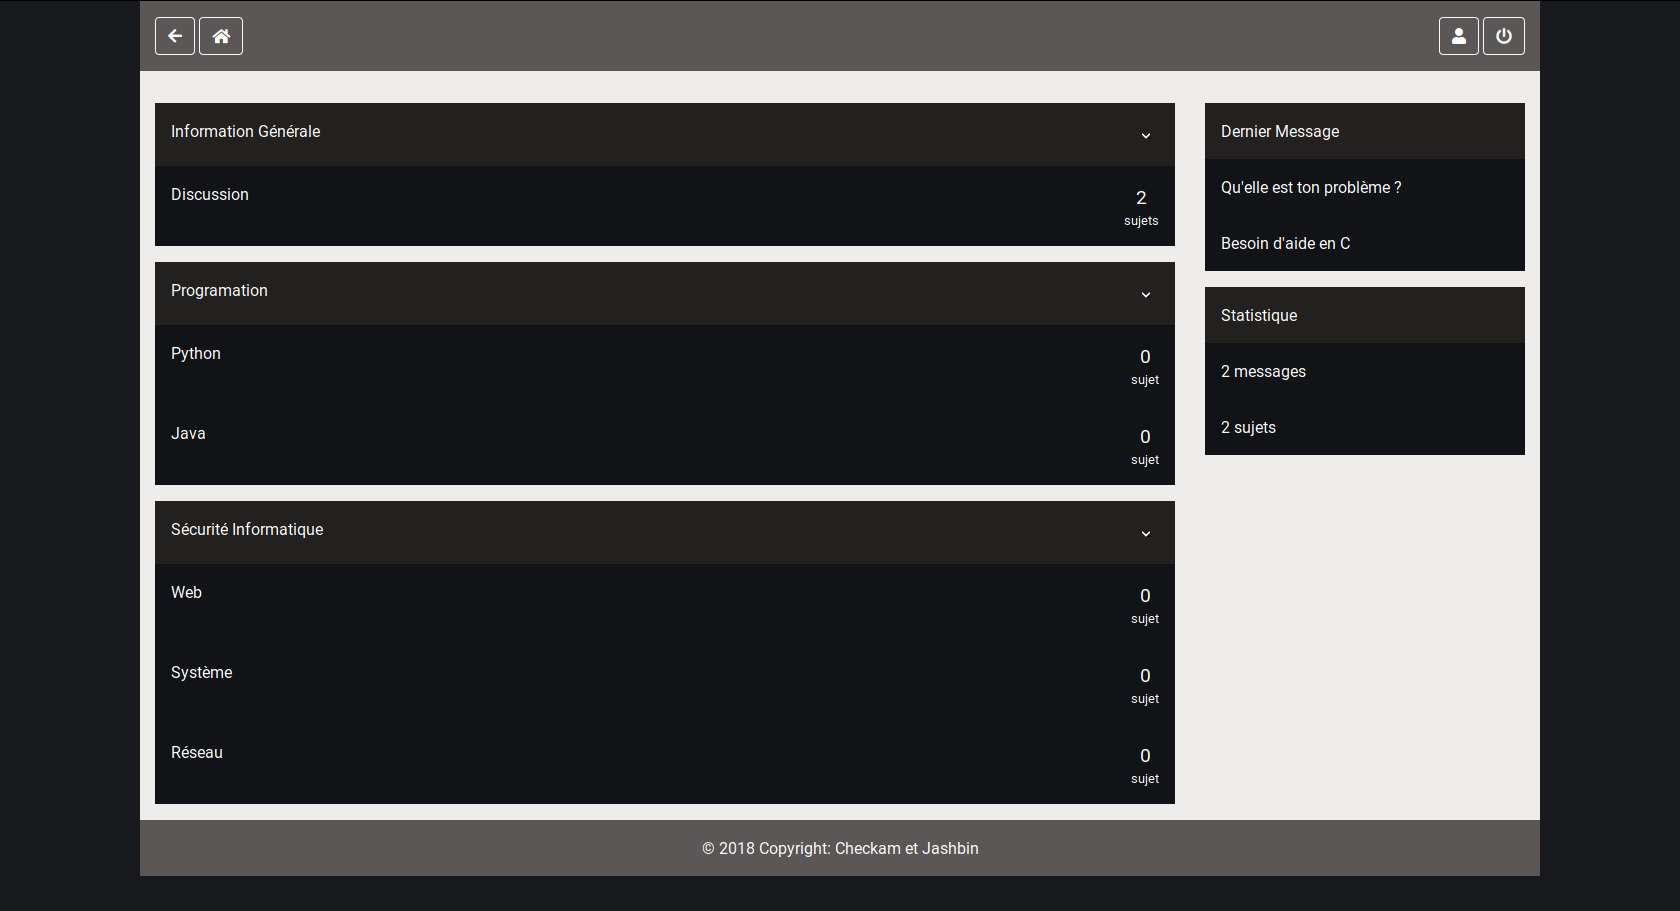 Information Générale
Discussion
2
sujets
Programation
Python
0
sujet
Java
0
sujet
Sécurité Informatique
Web
0
sujet
Système
0
sujet
Réseau
0
sujet
Dernier Message
Qu'elle est ton problème ?
Besoin d'aide en C
Statistique
2 messages
2 sujets
© 2018 Copyright: Checkam et Jashbin